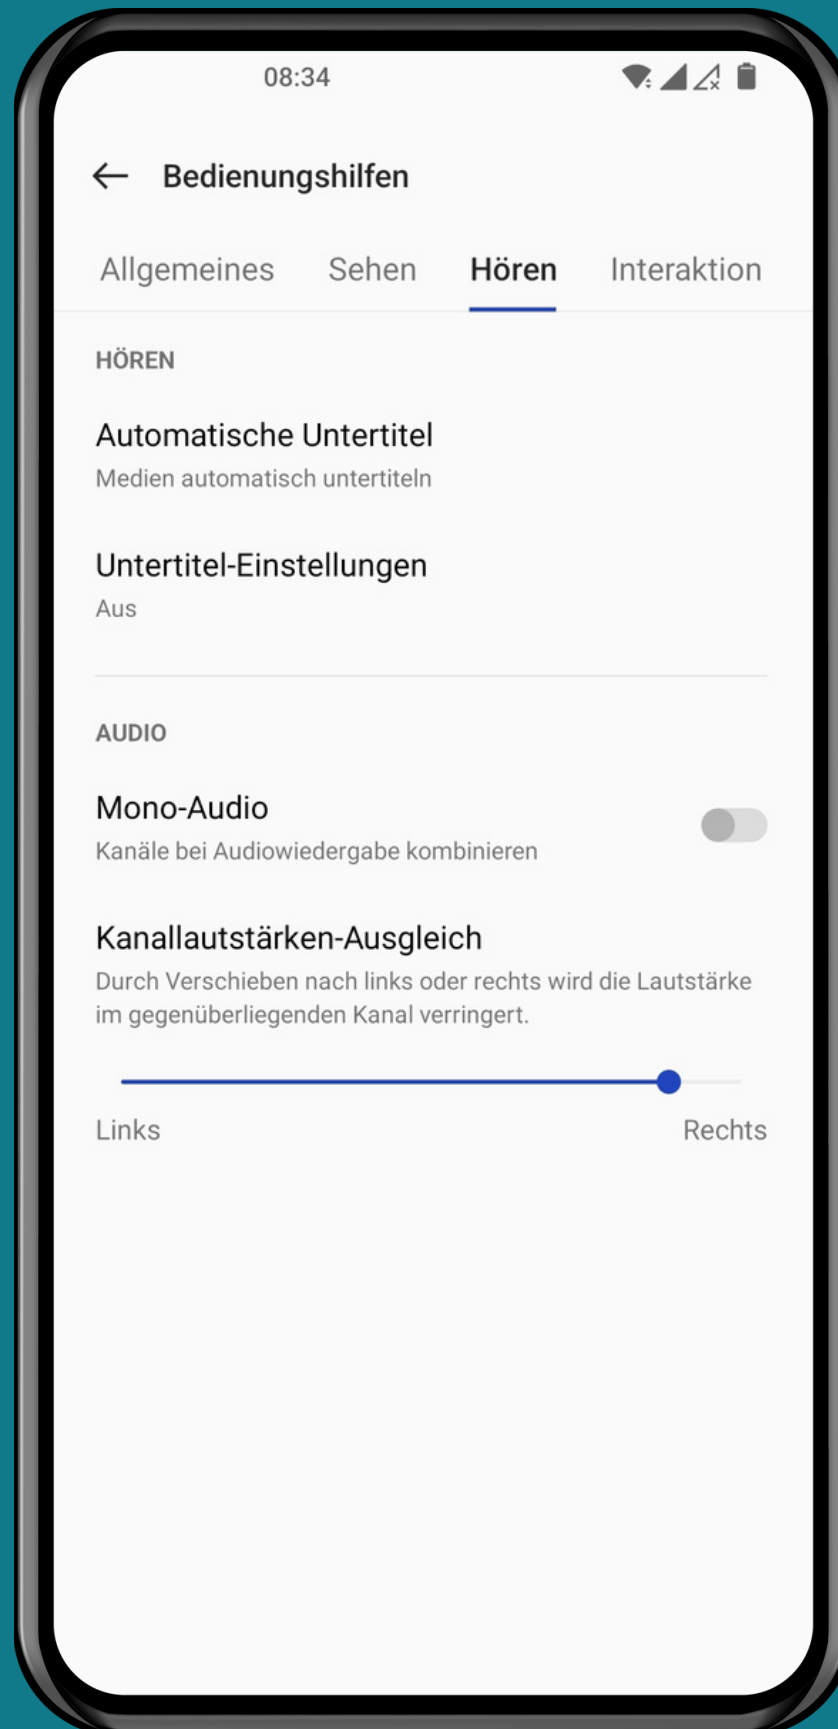 08:34
Bedienungshilfen
Allgemeines Sehen Hören Interaktion
HÖREN
Automatische Untertitel
Medien automatisch untertiteln
Untertitel-Einstellungen
Aus
AUDIO
Mono-Audio
Kanäle bei Audiowiedergabe kombinieren
Kanallautstärken-Ausgleich
Durch Verschieben nach links oder rechts wird die Lautstärke
im gegenüberliegenden Kanal verringert.
Links Rechts